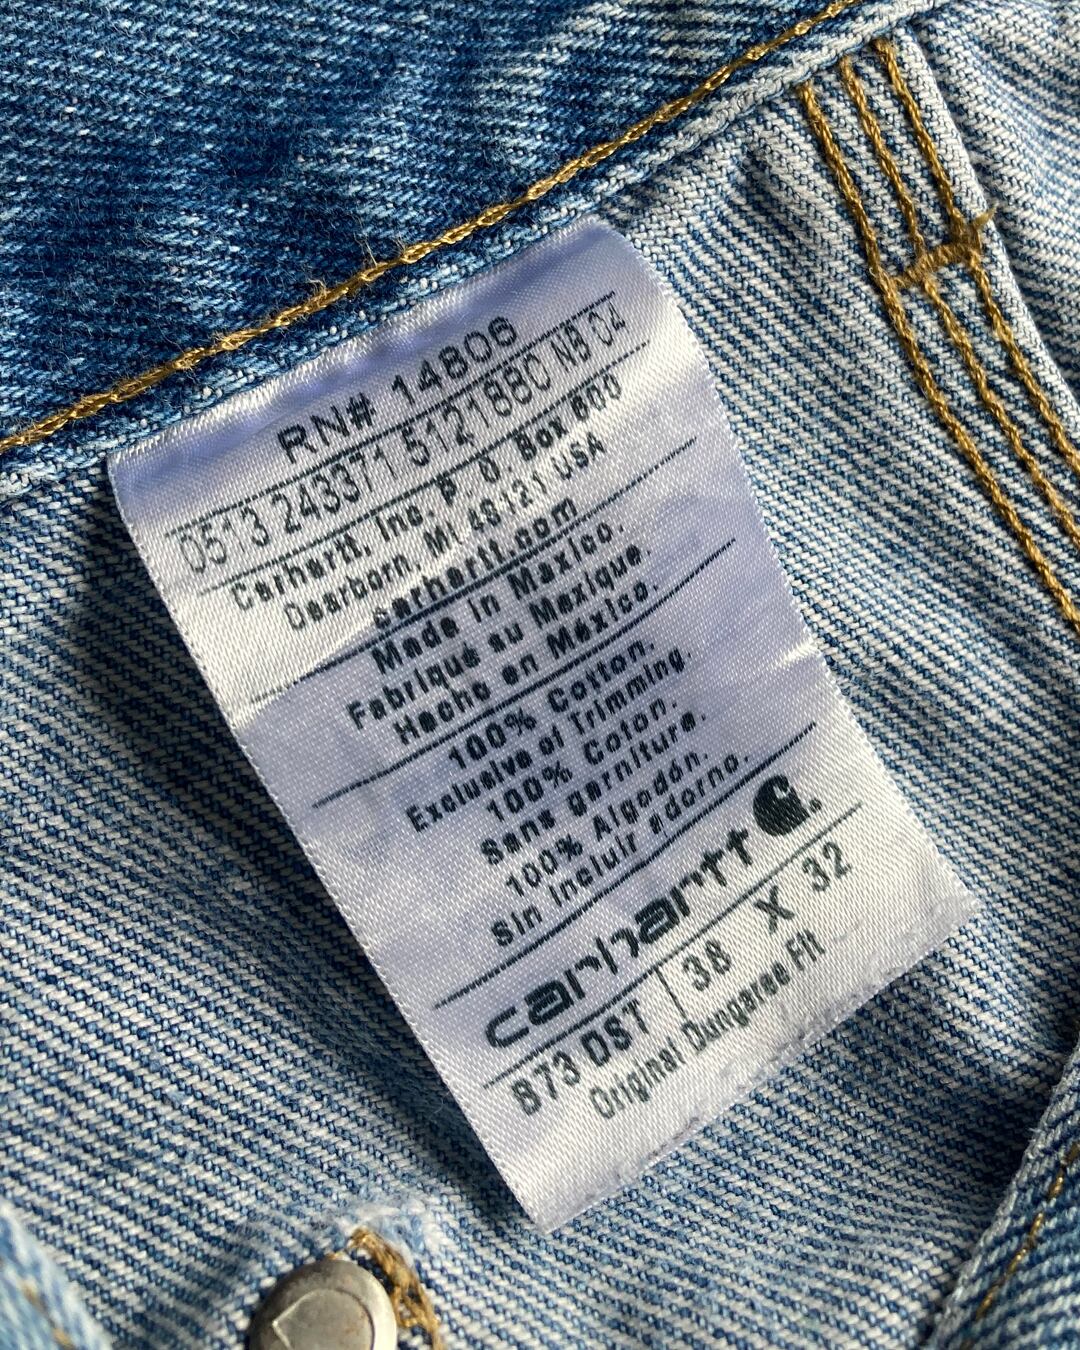 RN# 14806
0513 243371 512188C NB 04
Carhartt, Inc. P. O. Box 600
Dearborn, MI 48121 USA
carhartt.com
Made in Mexico.
Fabriqué su Mexique.
Hecho en México.
100% Cotton.
Exclusive of Trimming.
100% Coton.
Sans garniture.
100% Algodón.
Sin incluir adorno.
carhartt
B73 DST | 38 X 32
Original Dungaree Fit